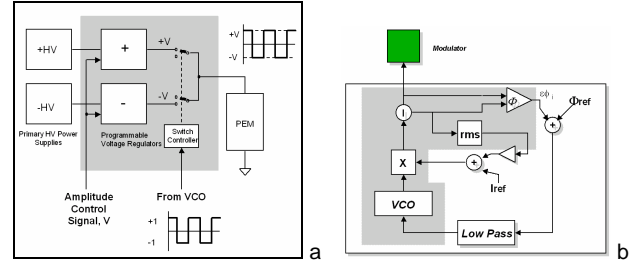 +HV
+
+V
-HV
-
-V
+V
-V
Primary HV Power
Supplies
Programmable
Voltage Regulators
Switch
Controller
PEM
Amplitude
Control
Signal, V
From VCO
+1
-1
a
Modulator
I
Φ
εφ
Φref
rms
X
+
+
Iref
VCO
Low Pass
b